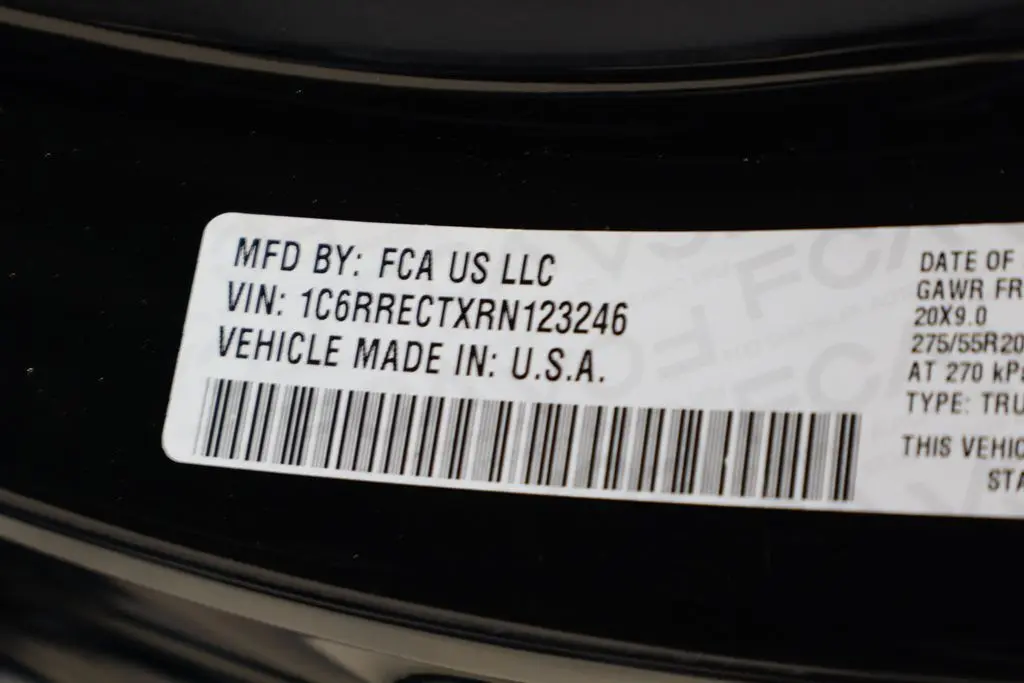 MFD BY: FCA US LLC
VIN: 1C6RRECTXRN123246
VEHICLE MADE IN: U.S.A.
DATE OF
GAWR FR
20X9.0
275/55R20
AT 270 kPa
TYPE: TRU
THIS VEHIC
STA
FCA